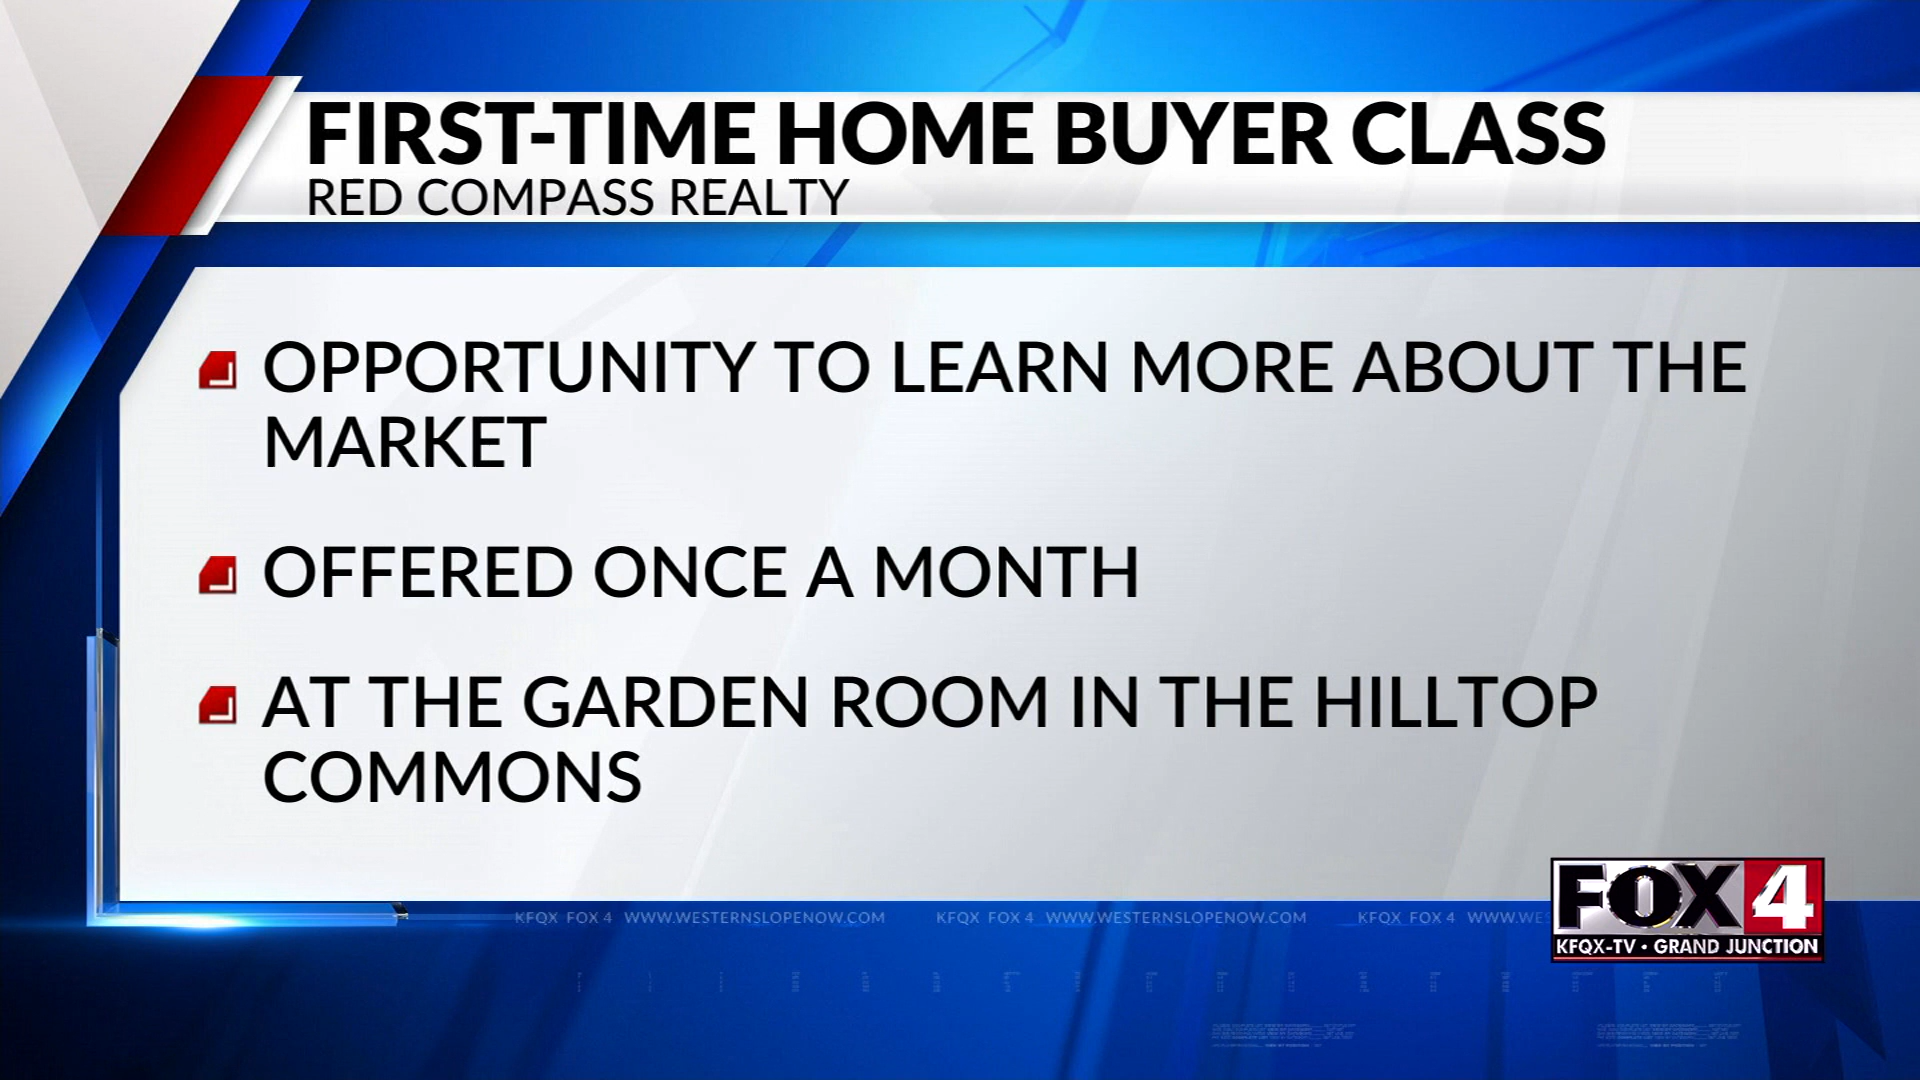 FIRST-TIME HOME BUYER CLASS
RED COMPASS REALTY
OPPORTUNITY TO LEARN MORE ABOUT THE
MARKET
OFFERED ONCE A MONTH
AT THE GARDEN ROOM IN THE HILLTOP
COMMONS
FOX 4
KFQX-TV • GRAND JUNCTION
KFQX FOX 4 WWW.WESTERNSLOPENOW.COM KFQX FOX 4 WWW.WESTERNSLOPENOW.COM KFQX FOX 4 WWW.WES